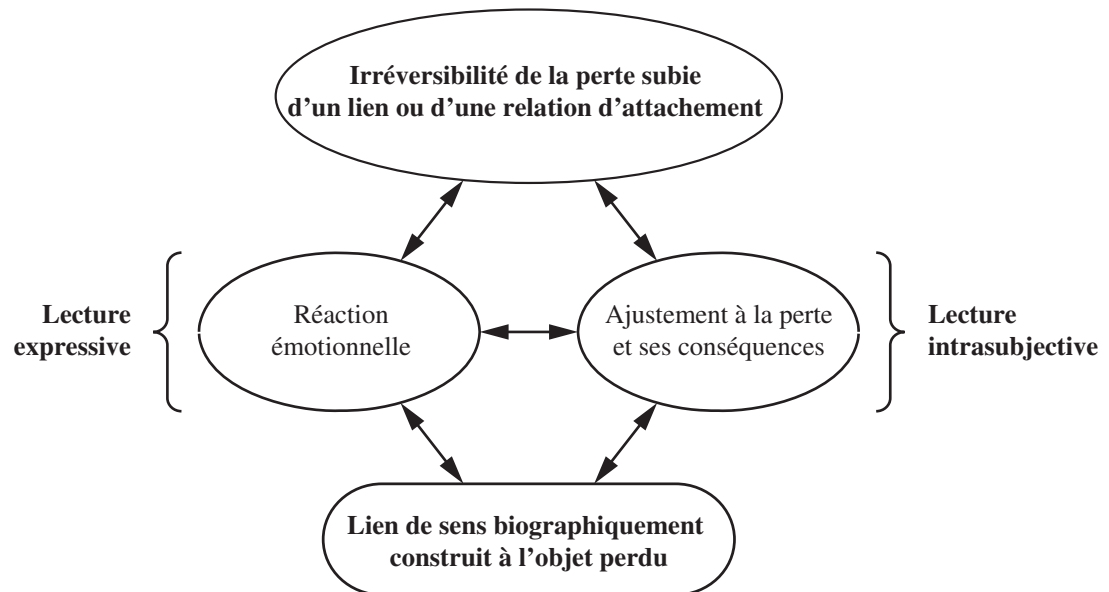 Irréversibilité de la perte subie
d’un lien ou d’une relation d’attachement
Lecture
expressive
Réaction
émotionnelle
Ajustement à la perte
et ses conséquences
Lecture
intrasubjective
Lien de sens biographiquement
construit à l’objet perdu